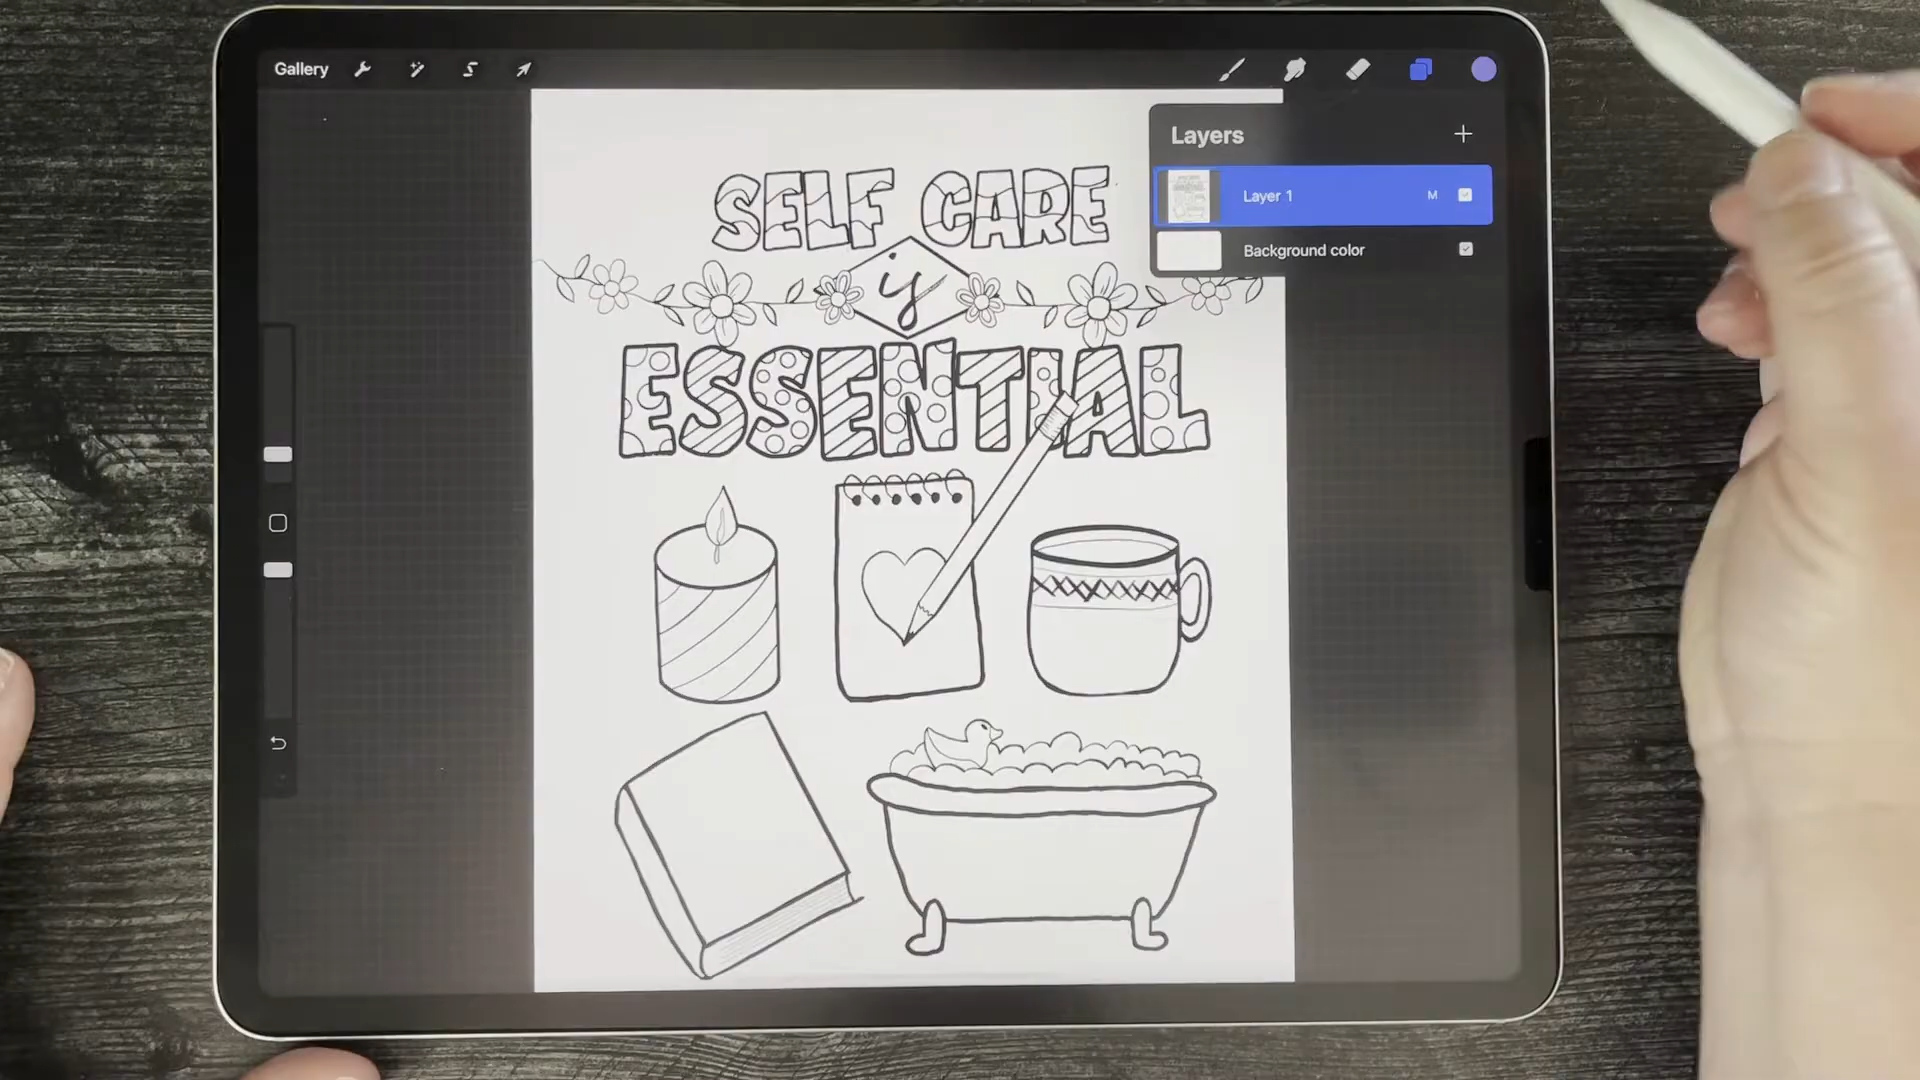 Gallery
Layers
Layer 1 M
Background color
SELF CARE
is
ESSENTIAL